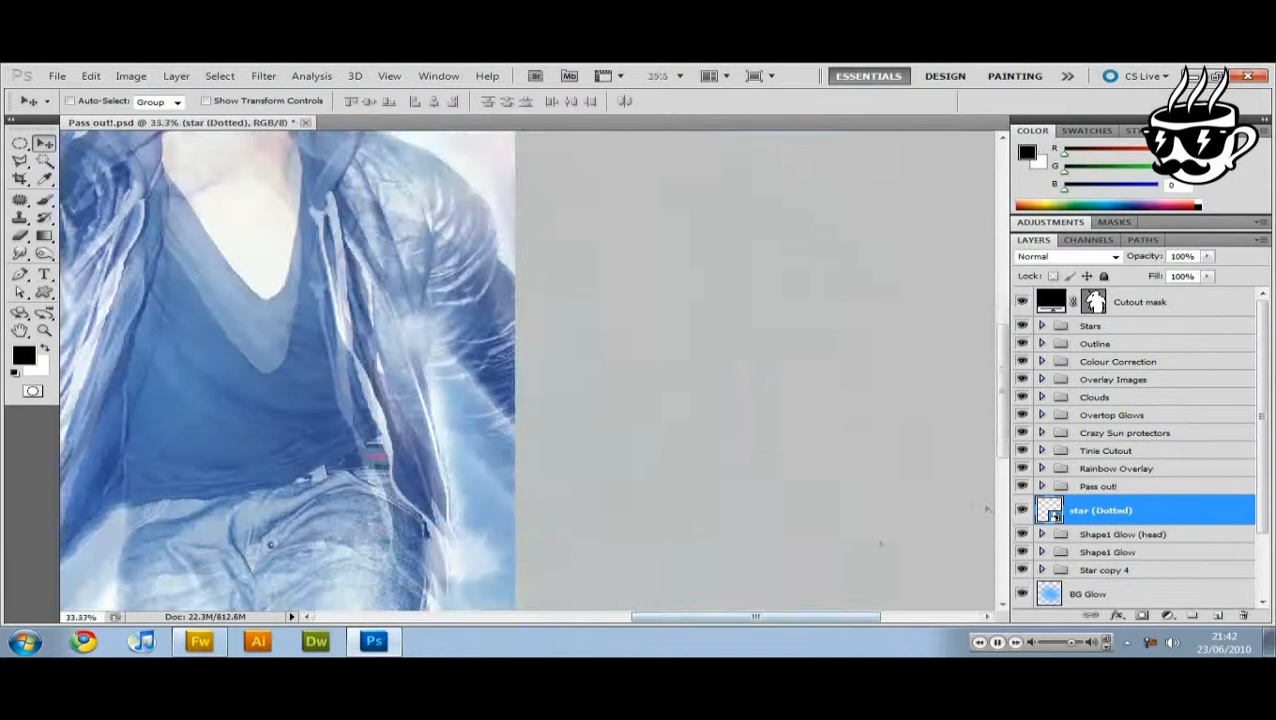 Ps File Edit Image Layer Select Filter Analysis 3D View Window Help Br Mb ESSENTIALS DESIGN PAINTING CS Live
Auto-Select: Group Show Transform Controls
Pass out!.psd @ 33.3% (star (Dotted), RGB/8) *
COLOR SWATCHES
R
G
B 0
ADJUSTMENTS MASKS
LAYERS CHANNELS PATHS
Normal Opacity: 100%
Lock: Fill: 100%
Cutout mask
Stars
Outline
Colour Correction
Overlay Images
Clouds
Overtop Glows
Crazy Sun protectors
Tinie Cutout
Rainbow Overlay
Pass out!
star (Dotted)
Shape1 Glow (head)
Shape1 Glow
Star copy 4
BG Glow
33.33% Doc: 22.3M/812.6M
Fw Ai Dw Ps
21:42
23/06/2010